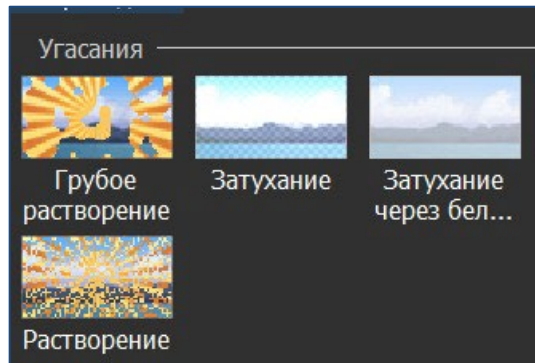 Угасания
Грубое
растворение
Затухание
Затухание
через бел...
Растворение